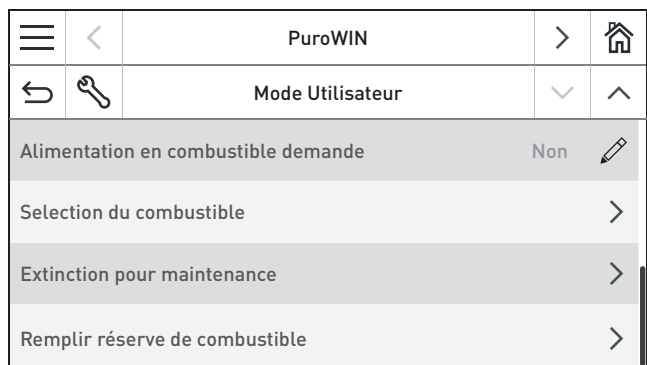 PuroWIN
Mode Utilisateur
Alimentation en combustible demande Non
Selection du combustible
Extinction pour maintenance
Remplir réserve de combustible